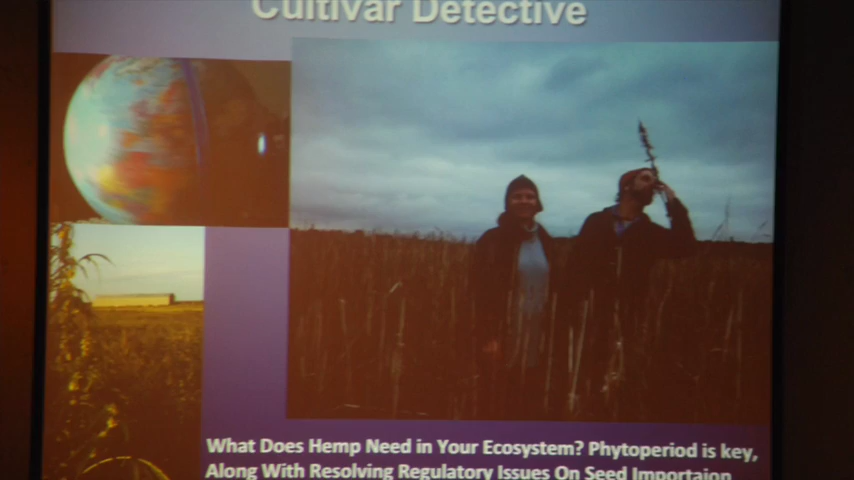 Cultivar Detective
What Does Hemp Need in Your Ecosystem? Phytoperiod is key,
Along With Resolving Regulatory Issues On Seed Importaion